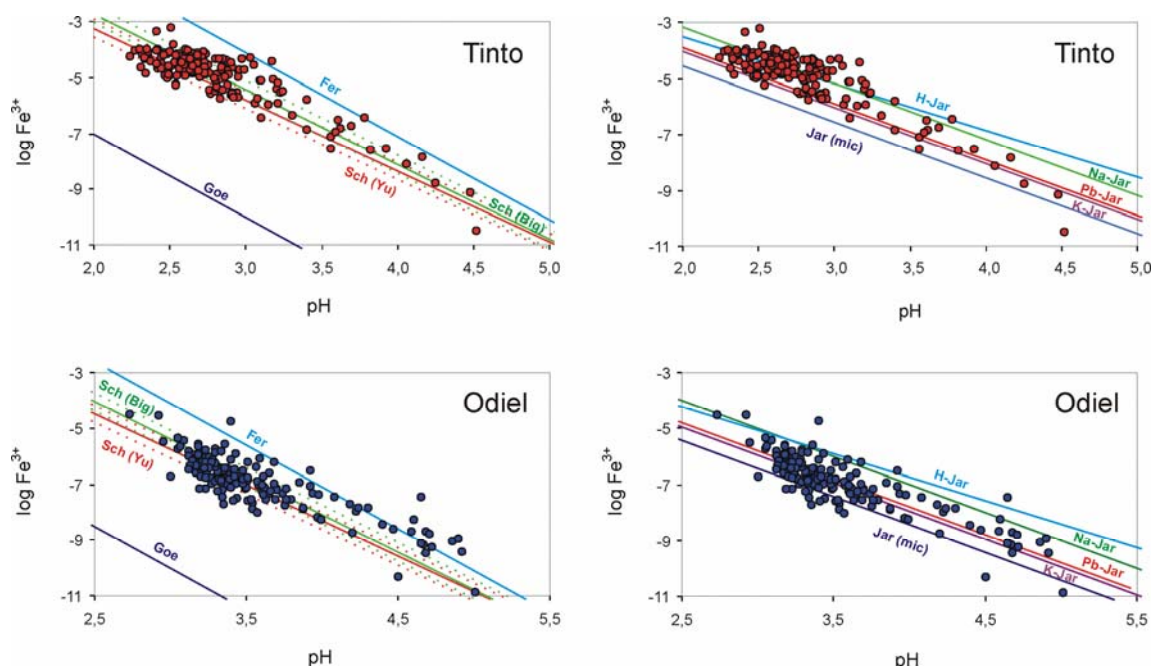 Tinto
-3
-5
-7
-9
-11
log Fe3+
Fer
Goe
Sch (Yu)
Sch (Big)
2,0 2,5 3,0 3,5 4,0 4,5 5,0
pH
Tinto
-3
-5
-7
-9
-11
log Fe3+
H-Jar
Na-Jar
Jar (mic)
Pb-Jar
K-Jar
2,0 2,5 3,0 3,5 4,0 4,5 5,0
pH
Odiel
-3
-5
-7
-9
-11
log Fe3+
Sch (Big)
Fer
Sch (Yu)
Goe
2,5 3,5 4,5 5,5
pH
Odiel
-3
-5
-7
-9
-11
log Fe3+
H-Jar
Na-Jar
Jar (mic)
Pb-Jar
K-Jar
2,5 3,5 4,5 5,5
pH